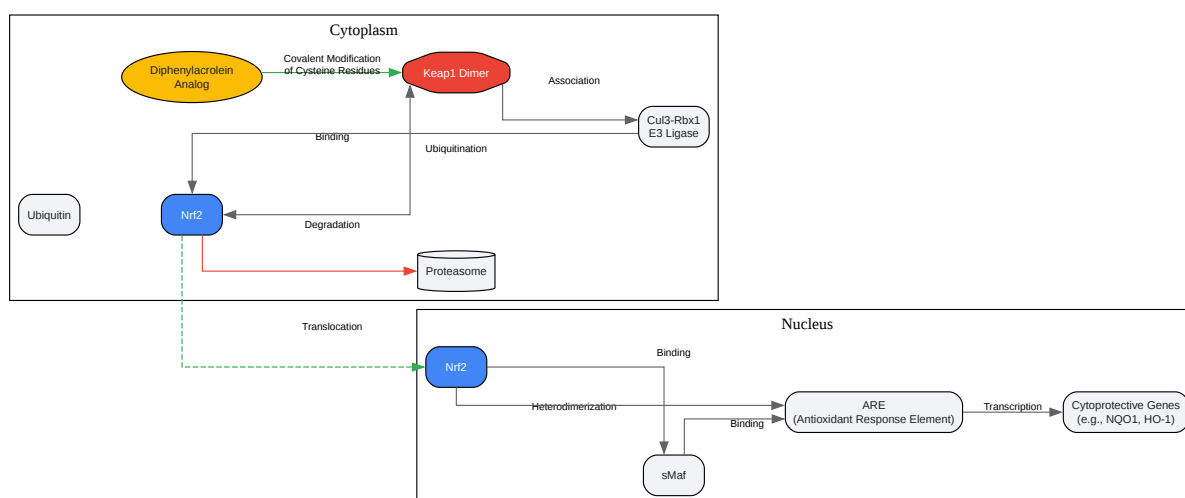 Cytoplasm
Diphenylacrolein
Analog
Covalent Modification
of Cysteine Residues
Keap1 Dimer
Association
Cul3-Rbx1
E3 Ligase
Binding
Ubiquitination
Ubiquitin
Nrf2
Degradation
Proteasome
Translocation
Nucleus
Nrf2
Binding
Heterodimerization
ARE
(Antioxidant Response Element)
Transcription
Cytoprotective Genes
(e.g., NQO1, HO-1)
Binding
sMaf